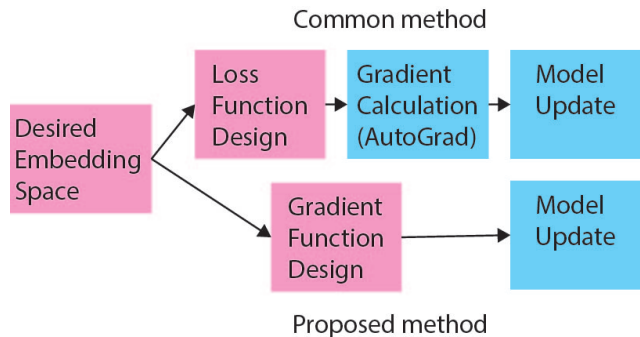 Common method
Desired
Embedding
Space
Loss
Function
Design
Gradient
Calculation
(AutoGrad)
Model
Update
Gradient
Function
Design
Model
Update
Proposed method